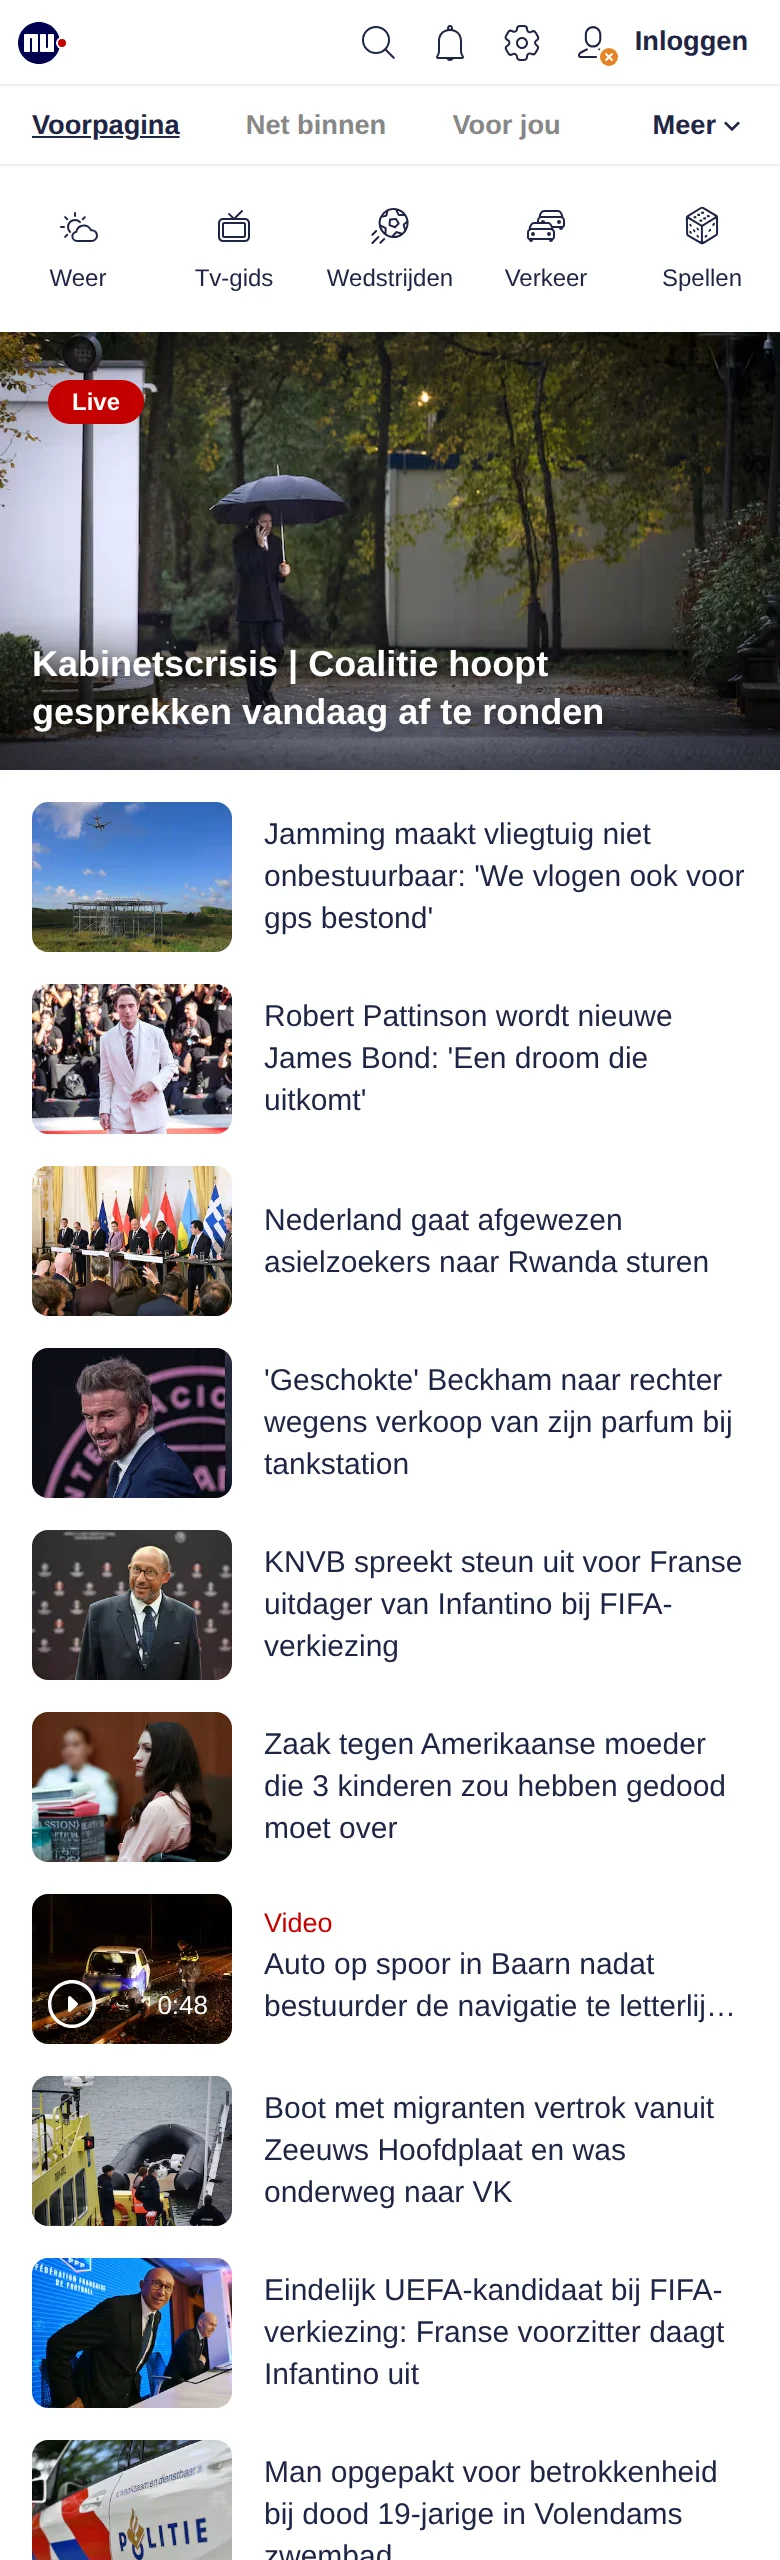 nu
Inloggen
Voorpagina
Net binnen
Voor jou
Meer
Weer
Tv-gids
Wedstrijden
Verkeer
Spellen
Live
Kabinetscrisis | Coalitie hoopt
gesprekken vandaag af te ronden
Jamming maakt vliegtuig niet
onbestuurbaar: 'We vlogen ook voor
gps bestond'
Robert Pattinson wordt nieuwe
James Bond: 'Een droom die
uitkomt'
Nederland gaat afgewezen
asielzoekers naar Rwanda sturen
'Geschokte' Beckham naar rechter
wegens verkoop van zijn parfum bij
tankstation
KNVB spreekt steun uit voor Franse
uitdager van Infantino bij FIFA-
verkiezing
Zaak tegen Amerikaanse moeder
die 3 kinderen zou hebben gedood
moet over
Video
Auto op spoor in Baarn nadat
bestuurder de navigatie te letterlij…
0:48
Boot met migranten vertrok vanuit
Zeeuws Hoofdplaat en was
onderweg naar VK
FÉDÉRATION FRANÇAISE
DE FOOTBALL
Eindelijk UEFA-kandidaat bij FIFA-
verkiezing: Franse voorzitter daagt
Infantino uit
POLITIE
Man opgepakt voor betrokkenheid
bij dood 19-jarige in Volendams
zwembad